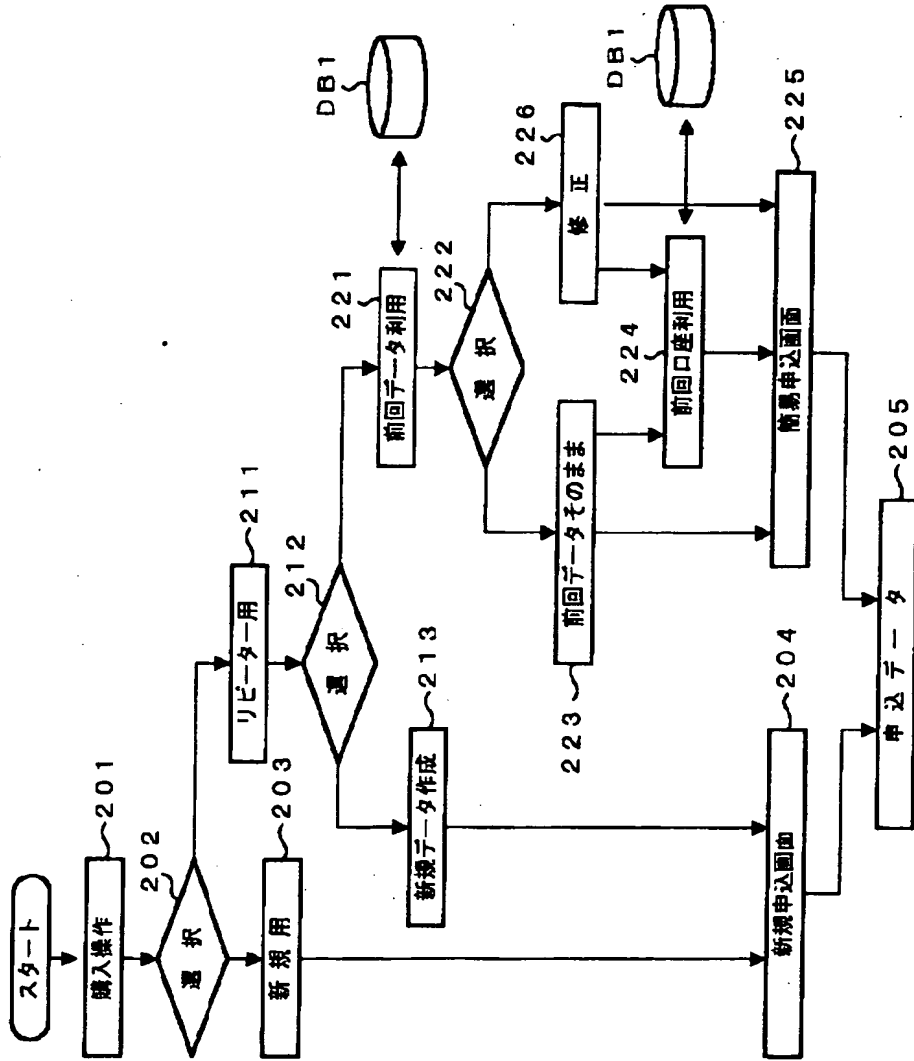 スタート
購入操作
201
選択
202
新規用
203
リピーター用
211
選択
212
新規データ作成
213
前回データ利用
221
DB1
選択
222
前回データそのまま
223
修正
226
前回口座利用
224
DB1
簡易申込画面
225
新規申込画面
204
申込データ
205